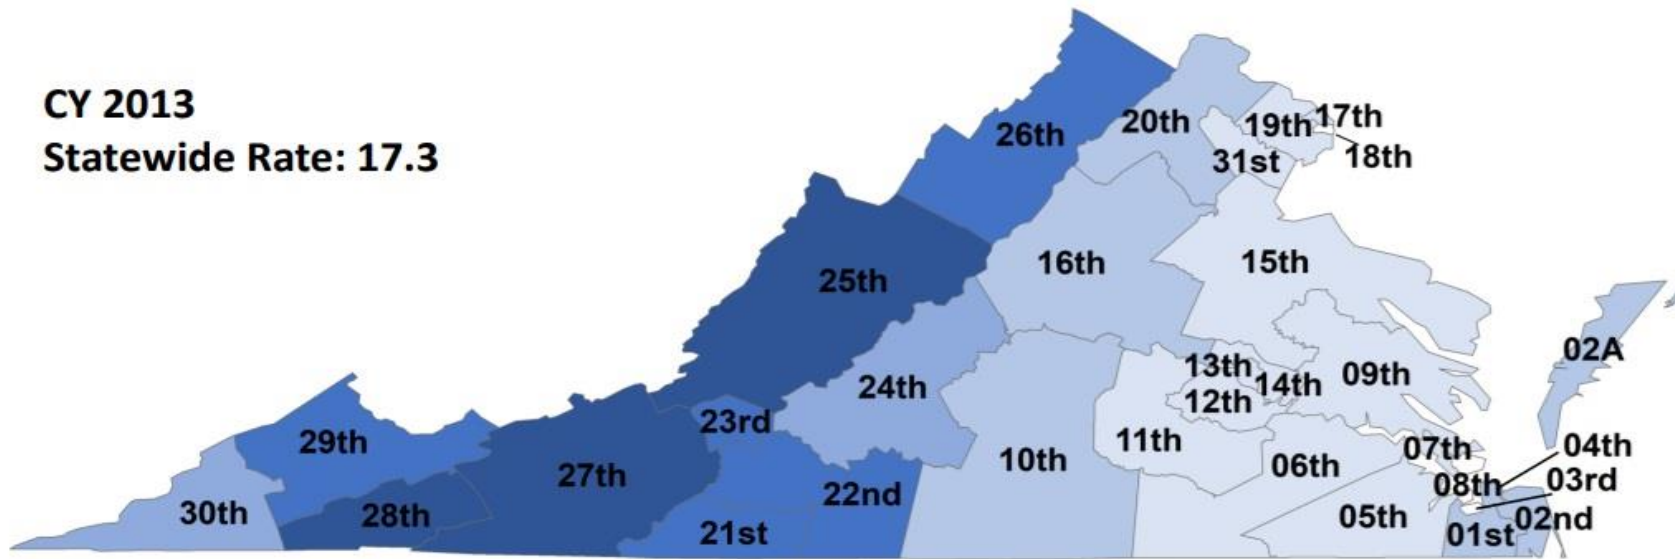 CY 2013
Statewide Rate: 17.3
26th
20th
19th
17th
18th
31st
25th
16th
15th
02A
24th
13th
14th
09th
12th
23rd
29th
11th
07th
04th
10th
06th
27th
08th
03rd
22nd
30th
28th
05th
02nd
21st
01st